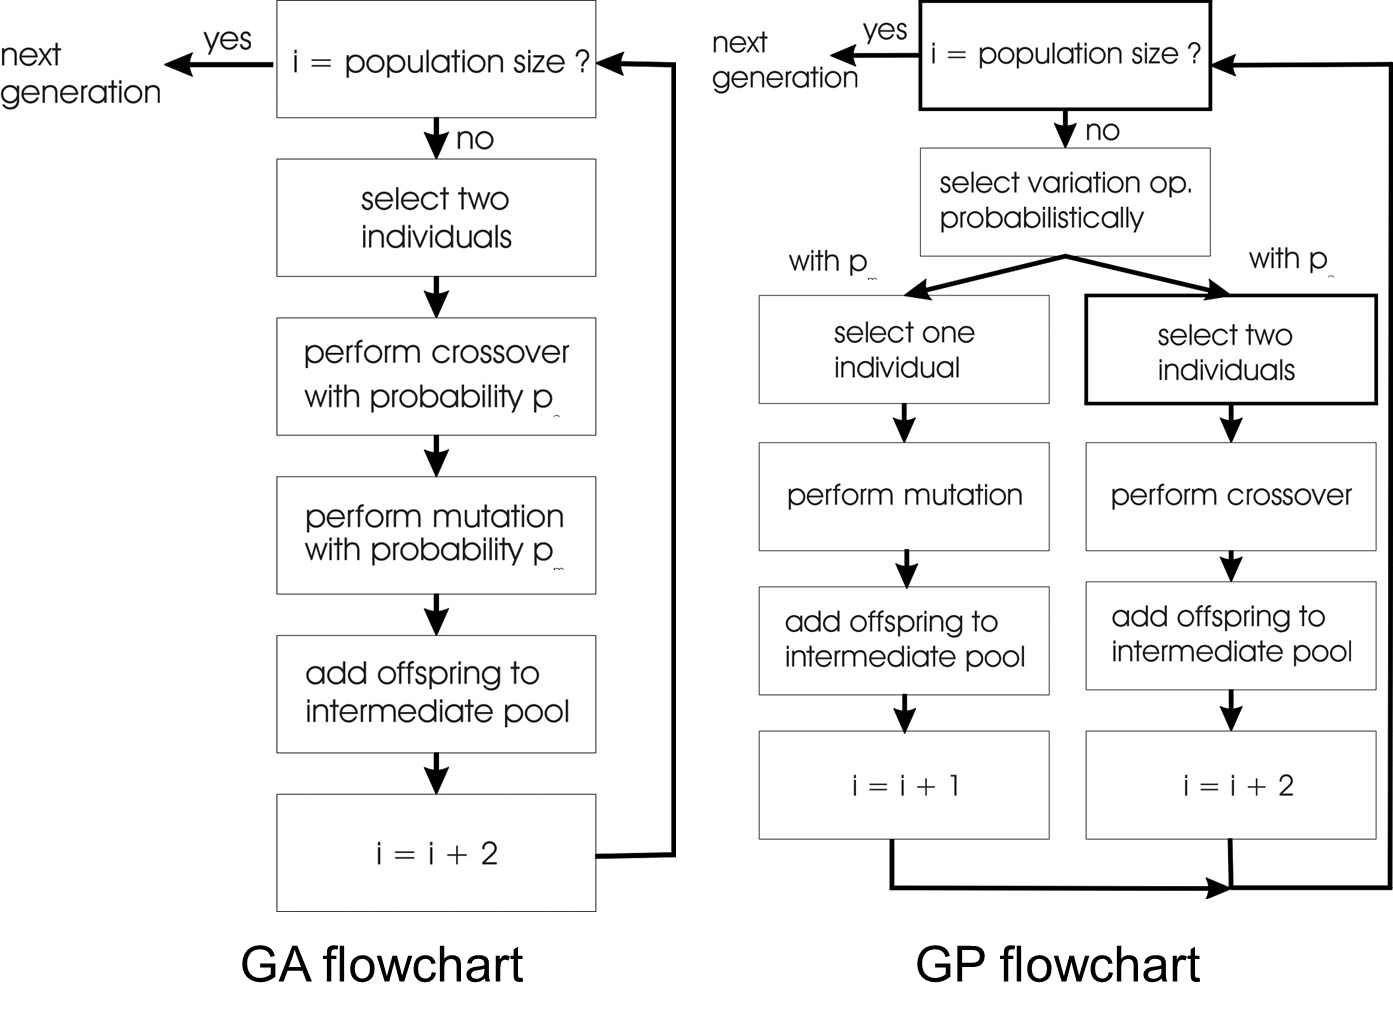 i = population size ?
yes
next
generation
no
select two
individuals
perform crossover
with probability p
perform mutation
with probability p
m
add offspring to
intermediate pool
i = i + 2
GA flowchart
i = population size ?
yes
next
generation
no
select variation op.
probabilistically
with p
m
with p
select one
individual
select two
individuals
perform mutation
perform crossover
add offspring to
intermediate pool
add offspring to
intermediate pool
i = i + 1
i = i + 2
GP flowchart